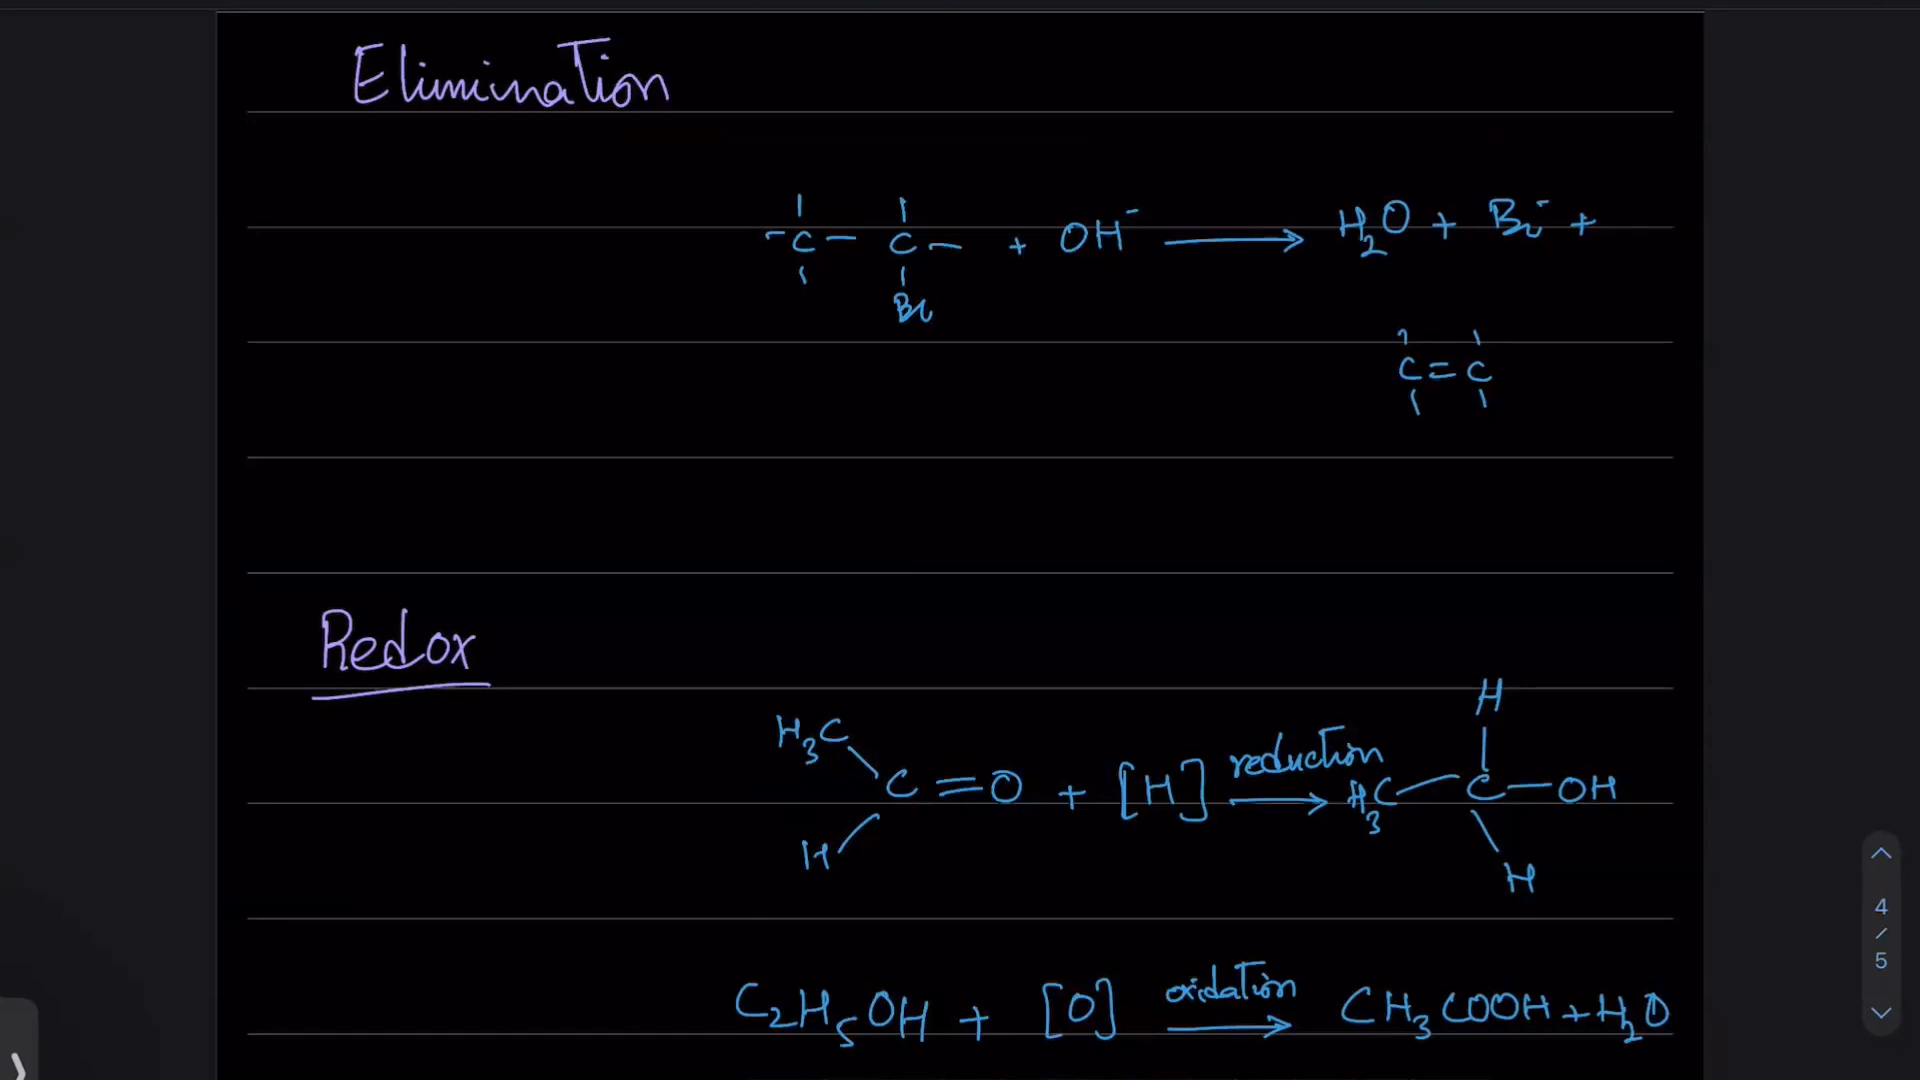 Elimination
-C-C- + OH⁻ → H₂O + Br⁻ +
Br
C=C
Redox
H
H₃C
C=O + [H] reduction → H₃C-C-OH
H
H
C₂H₅OH + [O] oxidation → CH₃COOH + H₂O
4
/
5